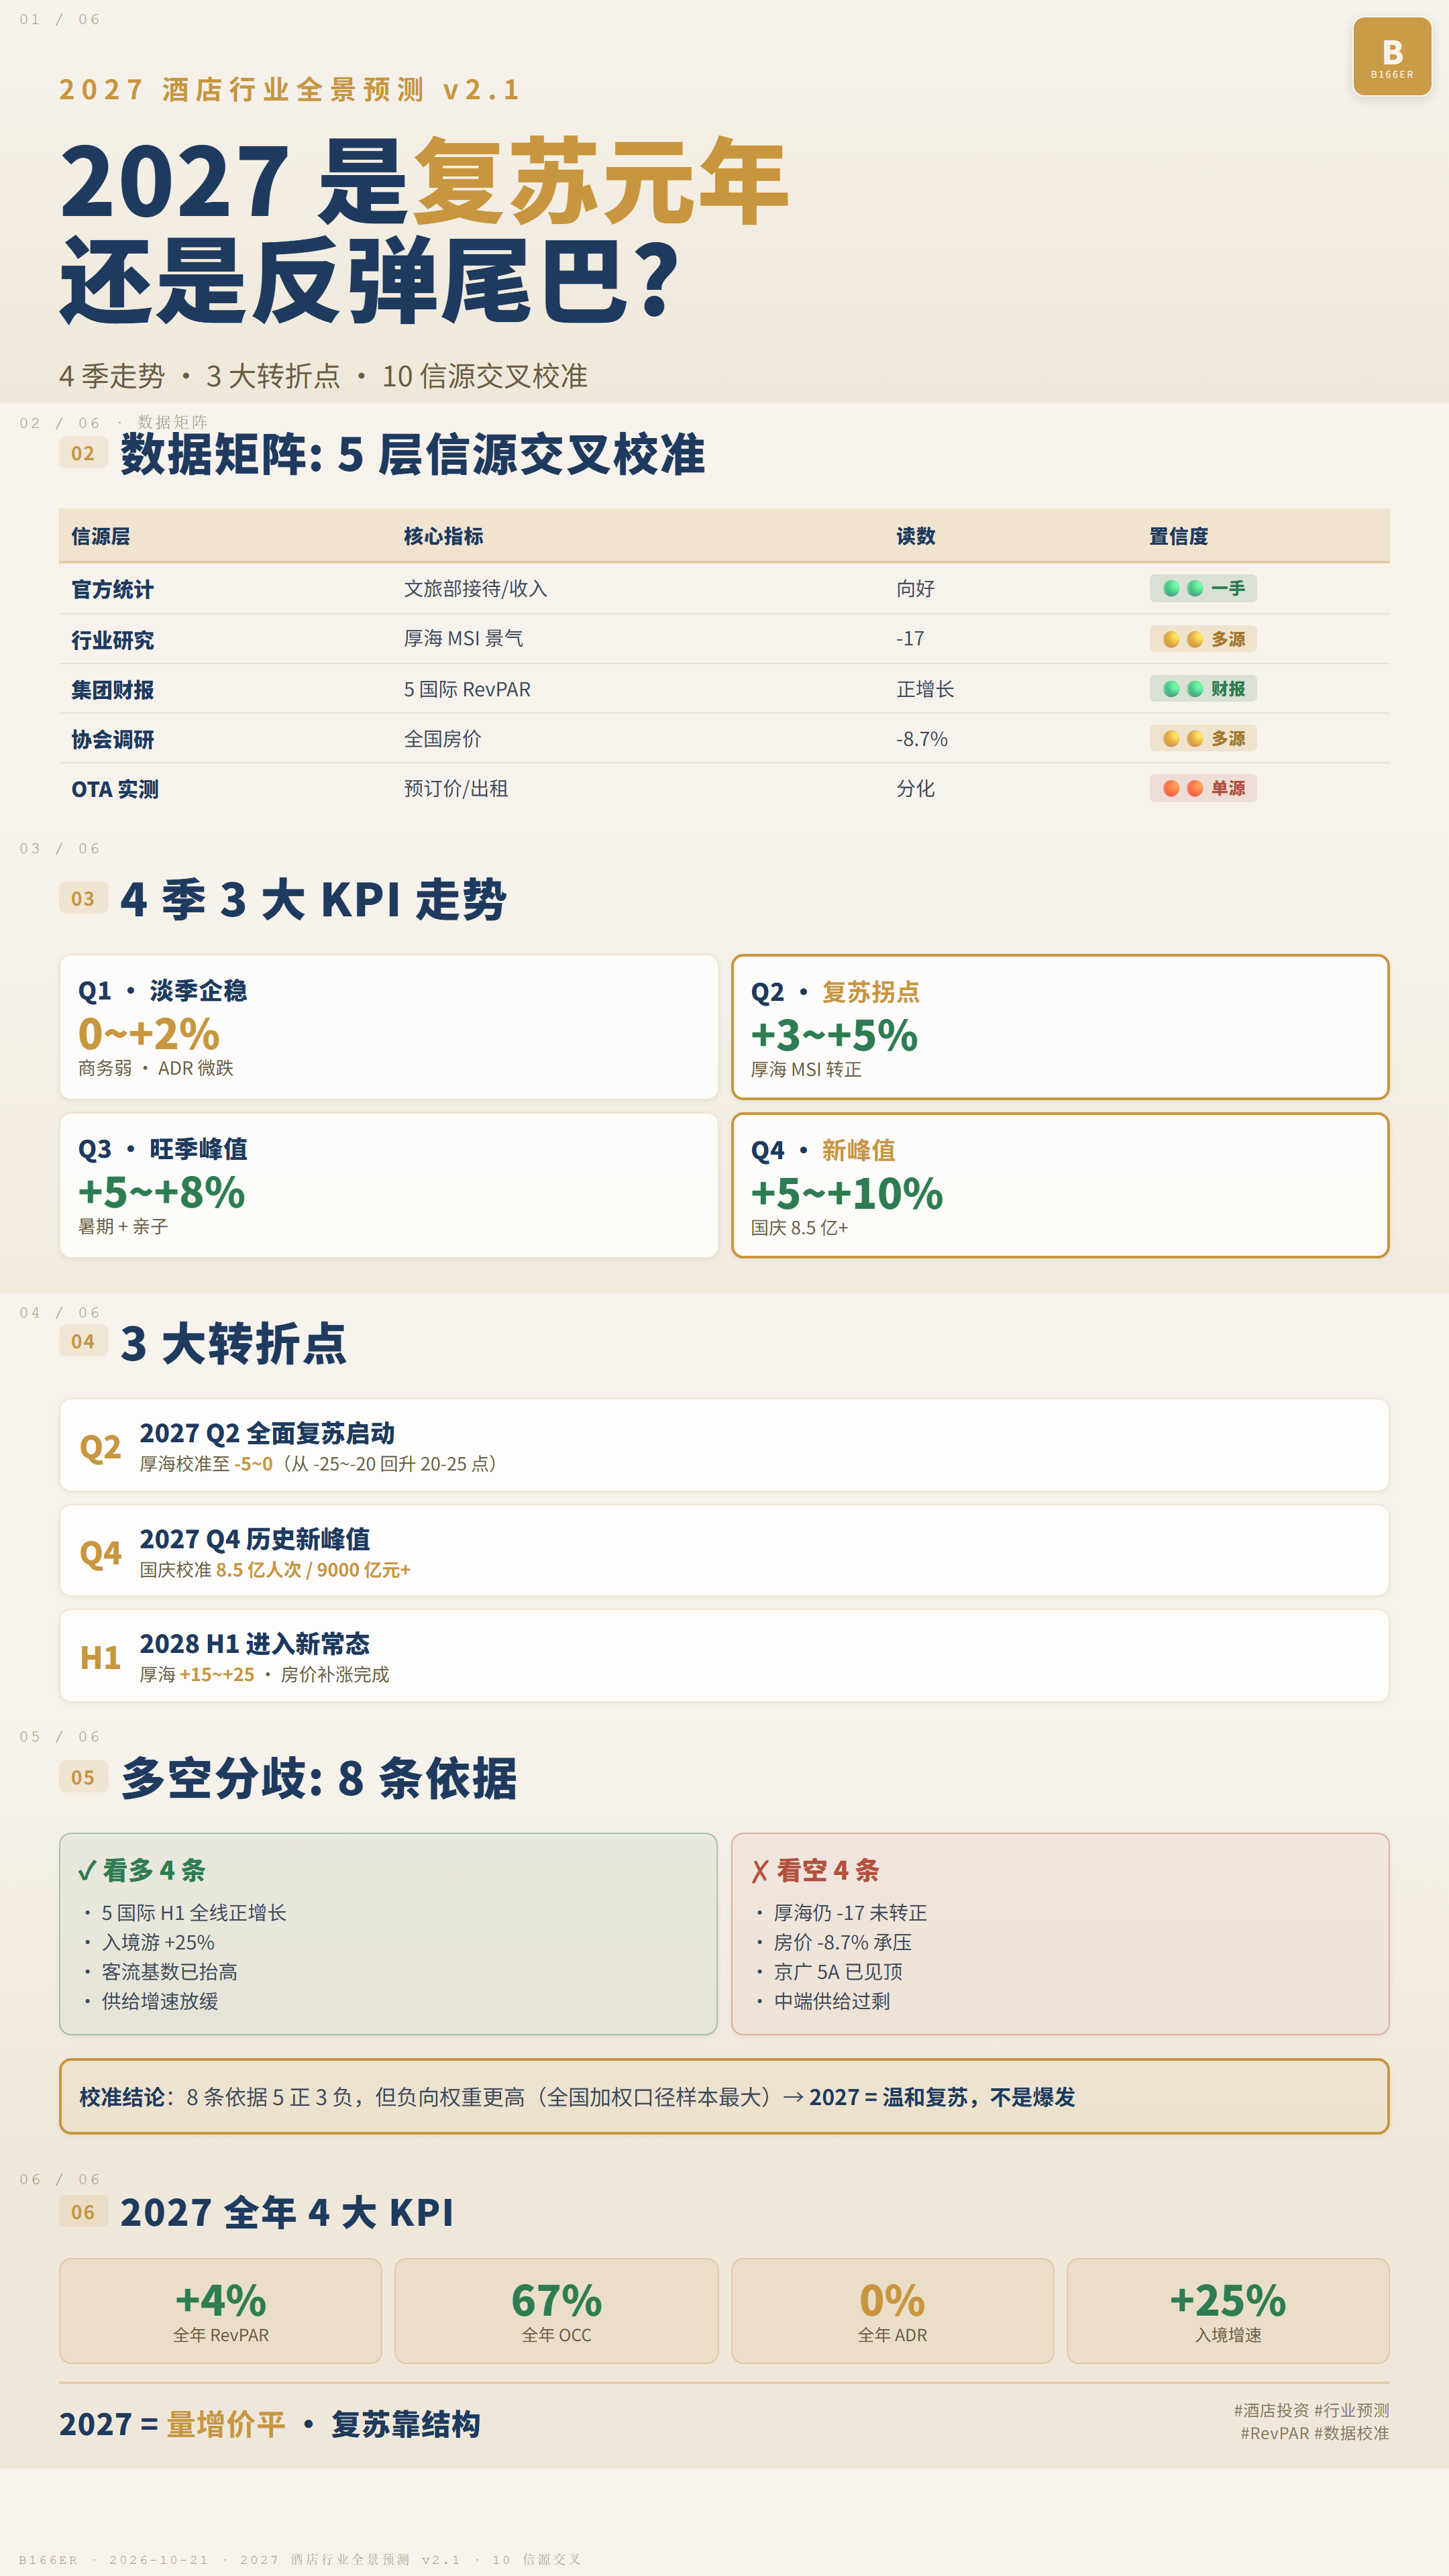 01 / 06
B
B166ER
2027 酒店行业全景预测 v2.1
2027 是复苏元年
还是反弹尾巴?
4 季走势 · 3 大转折点 · 10 信源交叉校准
02 / 06 · 数据矩阵
02 数据矩阵: 5 层信源交叉校准
信源层 核心指标 读数 置信度
官方统计 文旅部接待/收入 向好 一手
行业研究 厚海 MSI 景气 -17 多源
集团财报 5 国际 RevPAR 正增长 财报
协会调研 全国房价 -8.7% 多源
OTA 实测 预订价/出租 分化 单源
03 / 06
03 4 季 3 大 KPI 走势
Q1 · 淡季企稳
0~+2%
商务弱 · ADR 微跌
Q2 · 复苏拐点
+3~+5%
厚海 MSI 转正
Q3 · 旺季峰值
+5~+8%
暑期 + 亲子
Q4 · 新峰值
+5~+10%
国庆 8.5 亿+
04 / 06
04 3 大转折点
Q2
2027 Q2 全面复苏启动
厚海校准至 -5~0（从 -25~-20 回升 20-25 点）
Q4
2027 Q4 历史新峰值
国庆校准 8.5 亿人次 / 9000 亿元+
H1
2028 H1 进入新常态
厚海 +15~+25 · 房价补涨完成
05 / 06
05 多空分歧: 8 条依据
✓ 看多 4 条
· 5 国际 H1 全线正增长
· 入境游 +25%
· 客流基数已抬高
· 供给增速放缓
✗ 看空 4 条
· 厚海仍 -17 未转正
· 房价 -8.7% 承压
· 京广 5A 已见顶
· 中端供给过剩
校准结论：8 条依据 5 正 3 负，但负向权重更高（全国加权口径样本最大）→ 2027 = 温和复苏，不是爆发
06 / 06
06 2027 全年 4 大 KPI
+4%
全年 RevPAR
67%
全年 OCC
0%
全年 ADR
+25%
入境增速
2027 = 量增价平 · 复苏靠结构
#酒店投资 #行业预测
#RevPAR #数据校准
B166ER · 2026-10-21 · 2027 酒店行业全景预测 v2.1 · 10 信源交叉